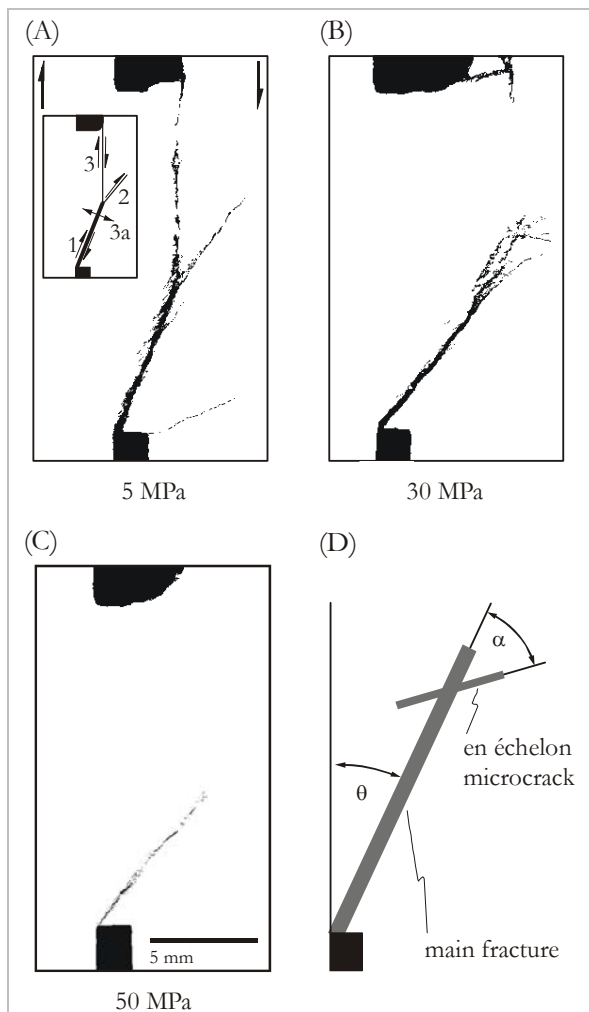 (A)
(B)
3
2
1
3a
5 MPa
30 MPa
(C)
(D)
α
en échelon
microcrack
θ
main fracture
5 mm
50 MPa